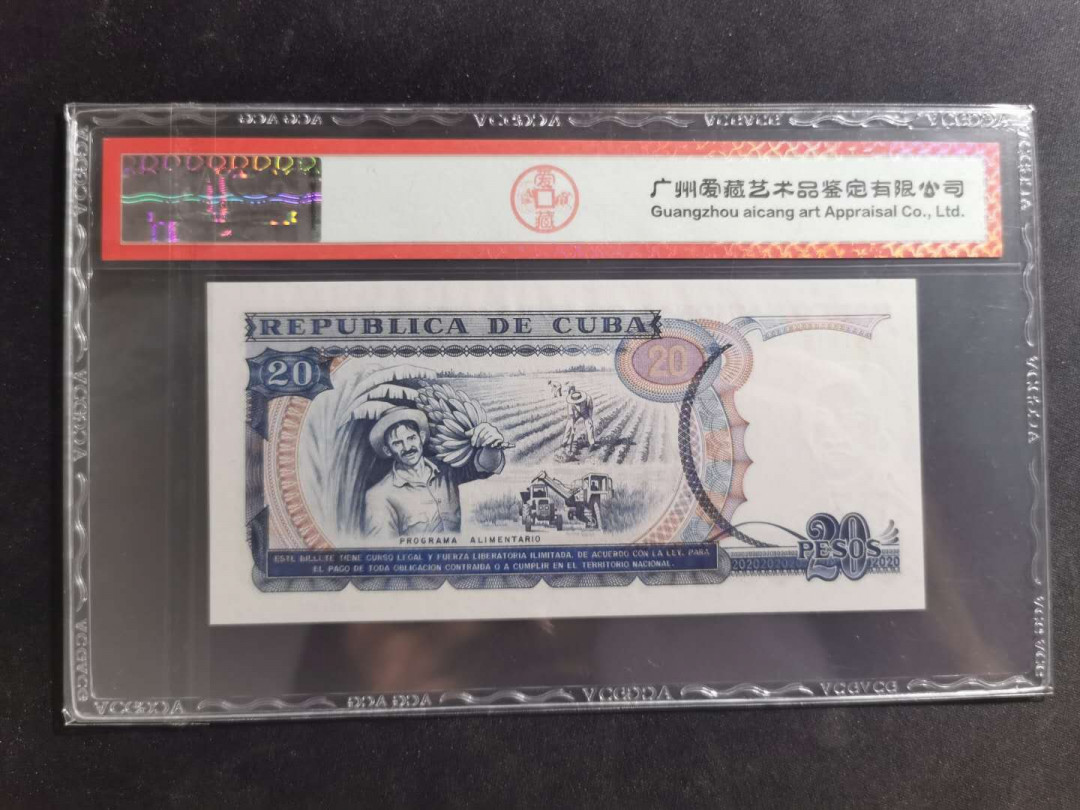 爱藏
广州爱藏艺术品鉴定有限公司
Guangzhou aicang art Appraisal Co., Ltd.
REPUBLICA DE CUBA
20
20
PROGRAMA ALIMENTARIO
ESTE BILLETE TIENE CURSO LEGAL Y FUERZA LIBERATORIA ILIMITADA, DE ACUERDO CON LA LEY, PARA
EL PAGO DE TODA OBLIGACION CONTRAIDA O A CUMPLIR EN EL TERRITORIO NACIONAL.
20
PESOS